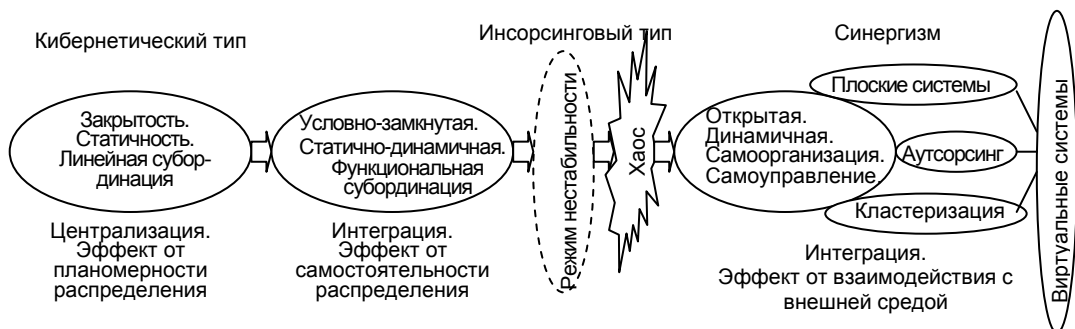 Кибернетический тип
Инсорсинговый тип
Синергизм
Закрытость.
Статичность.
Линейная субор-
динация
Условно-замкнутая.
Статично-динамичная.
Функциональная
субординация
Режим нестабильности
Хаос
Открытая.
Динамичная.
Самоорганизация.
Самоуправление.
Плоские системы
Аутсорсинг
Кластеризация
Виртуальные системы
Централизация.
Эффект от
планомерности
распределения
Интеграция.
Эффект от
самостоятельности
распределения
Интеграция.
Эффект от взаимодействия с
внешней средой